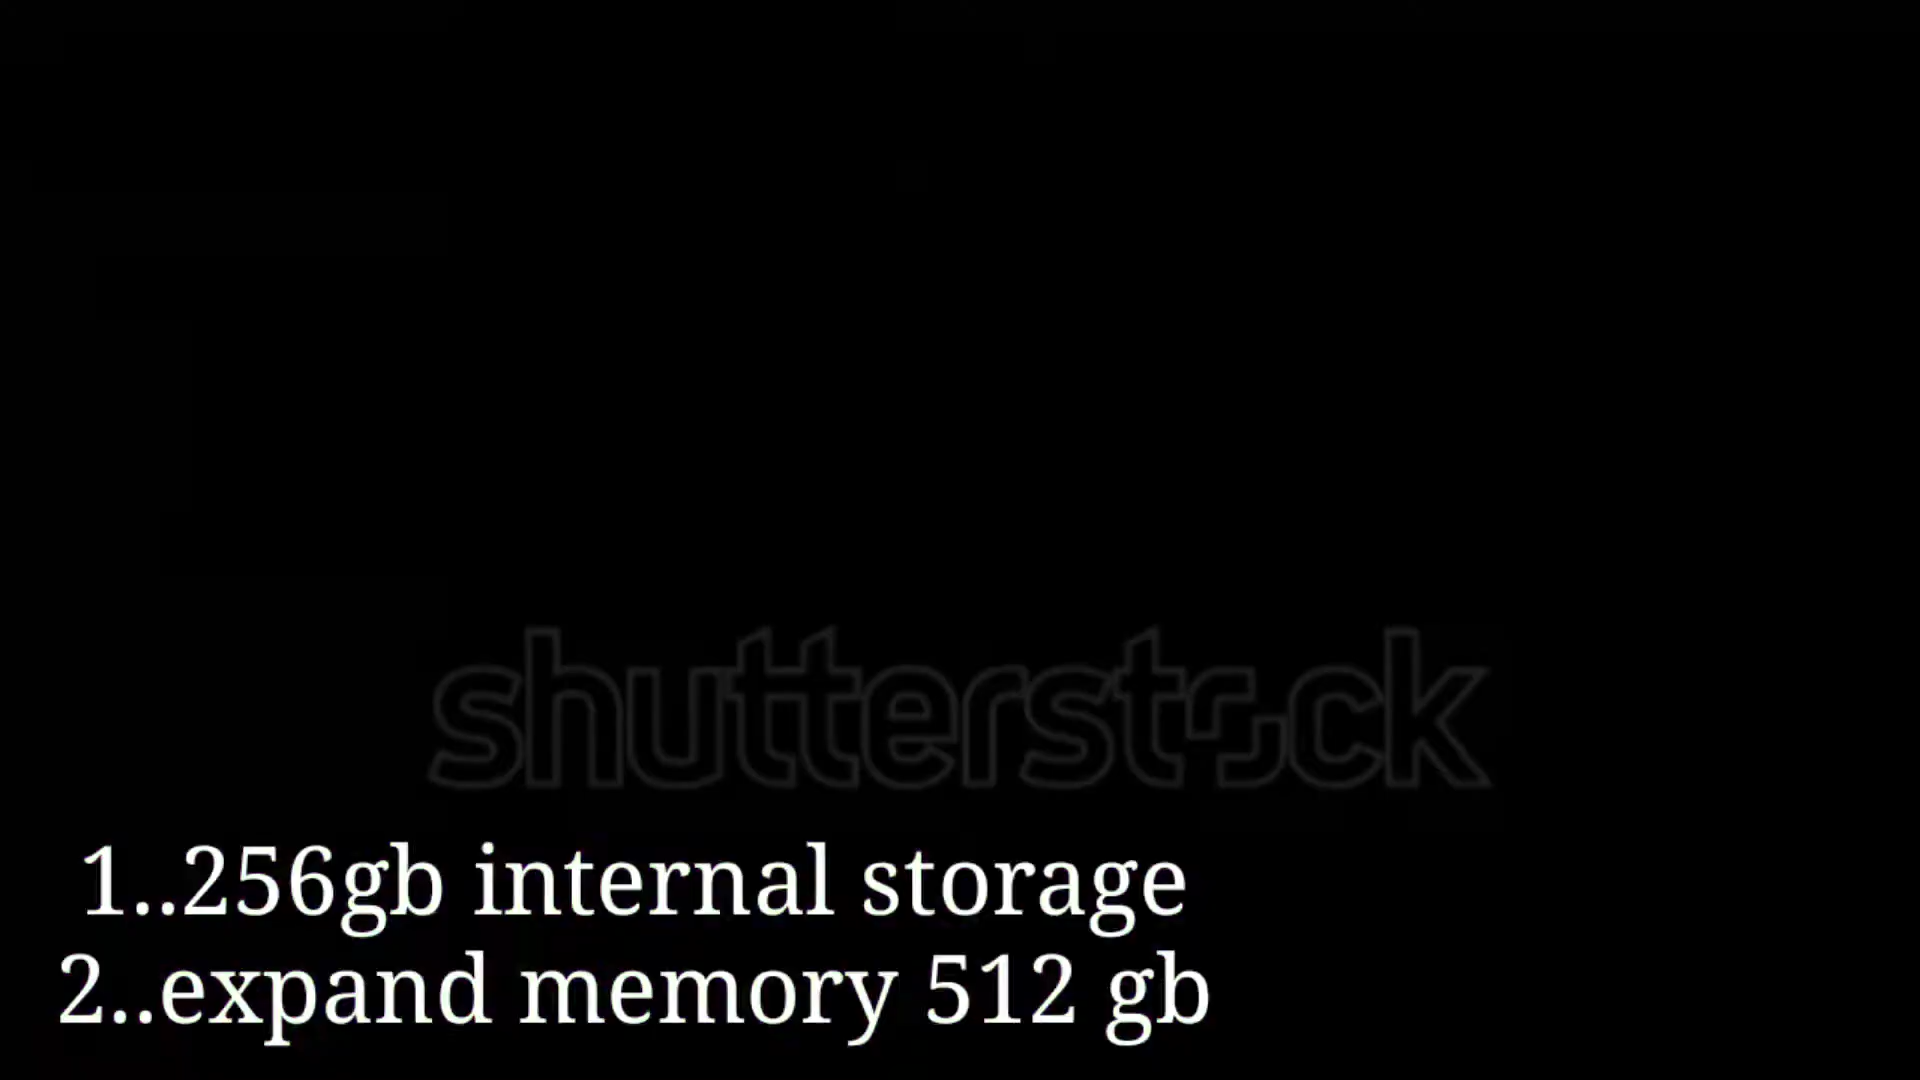 shutterstock
1..256gb internal storage
2..expand memory 512 gb